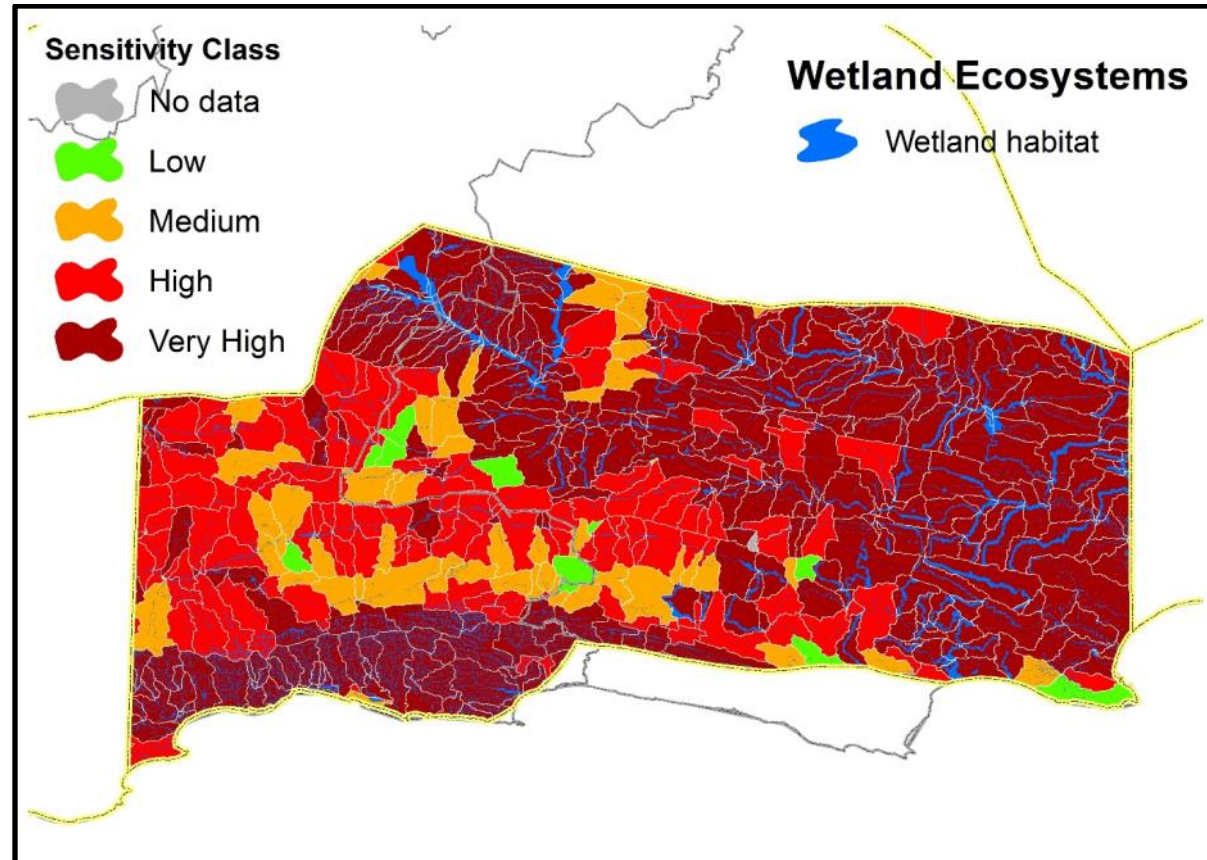 Sensitivity Class
No data
Low
Medium
High
Very High
Wetland Ecosystems
Wetland habitat